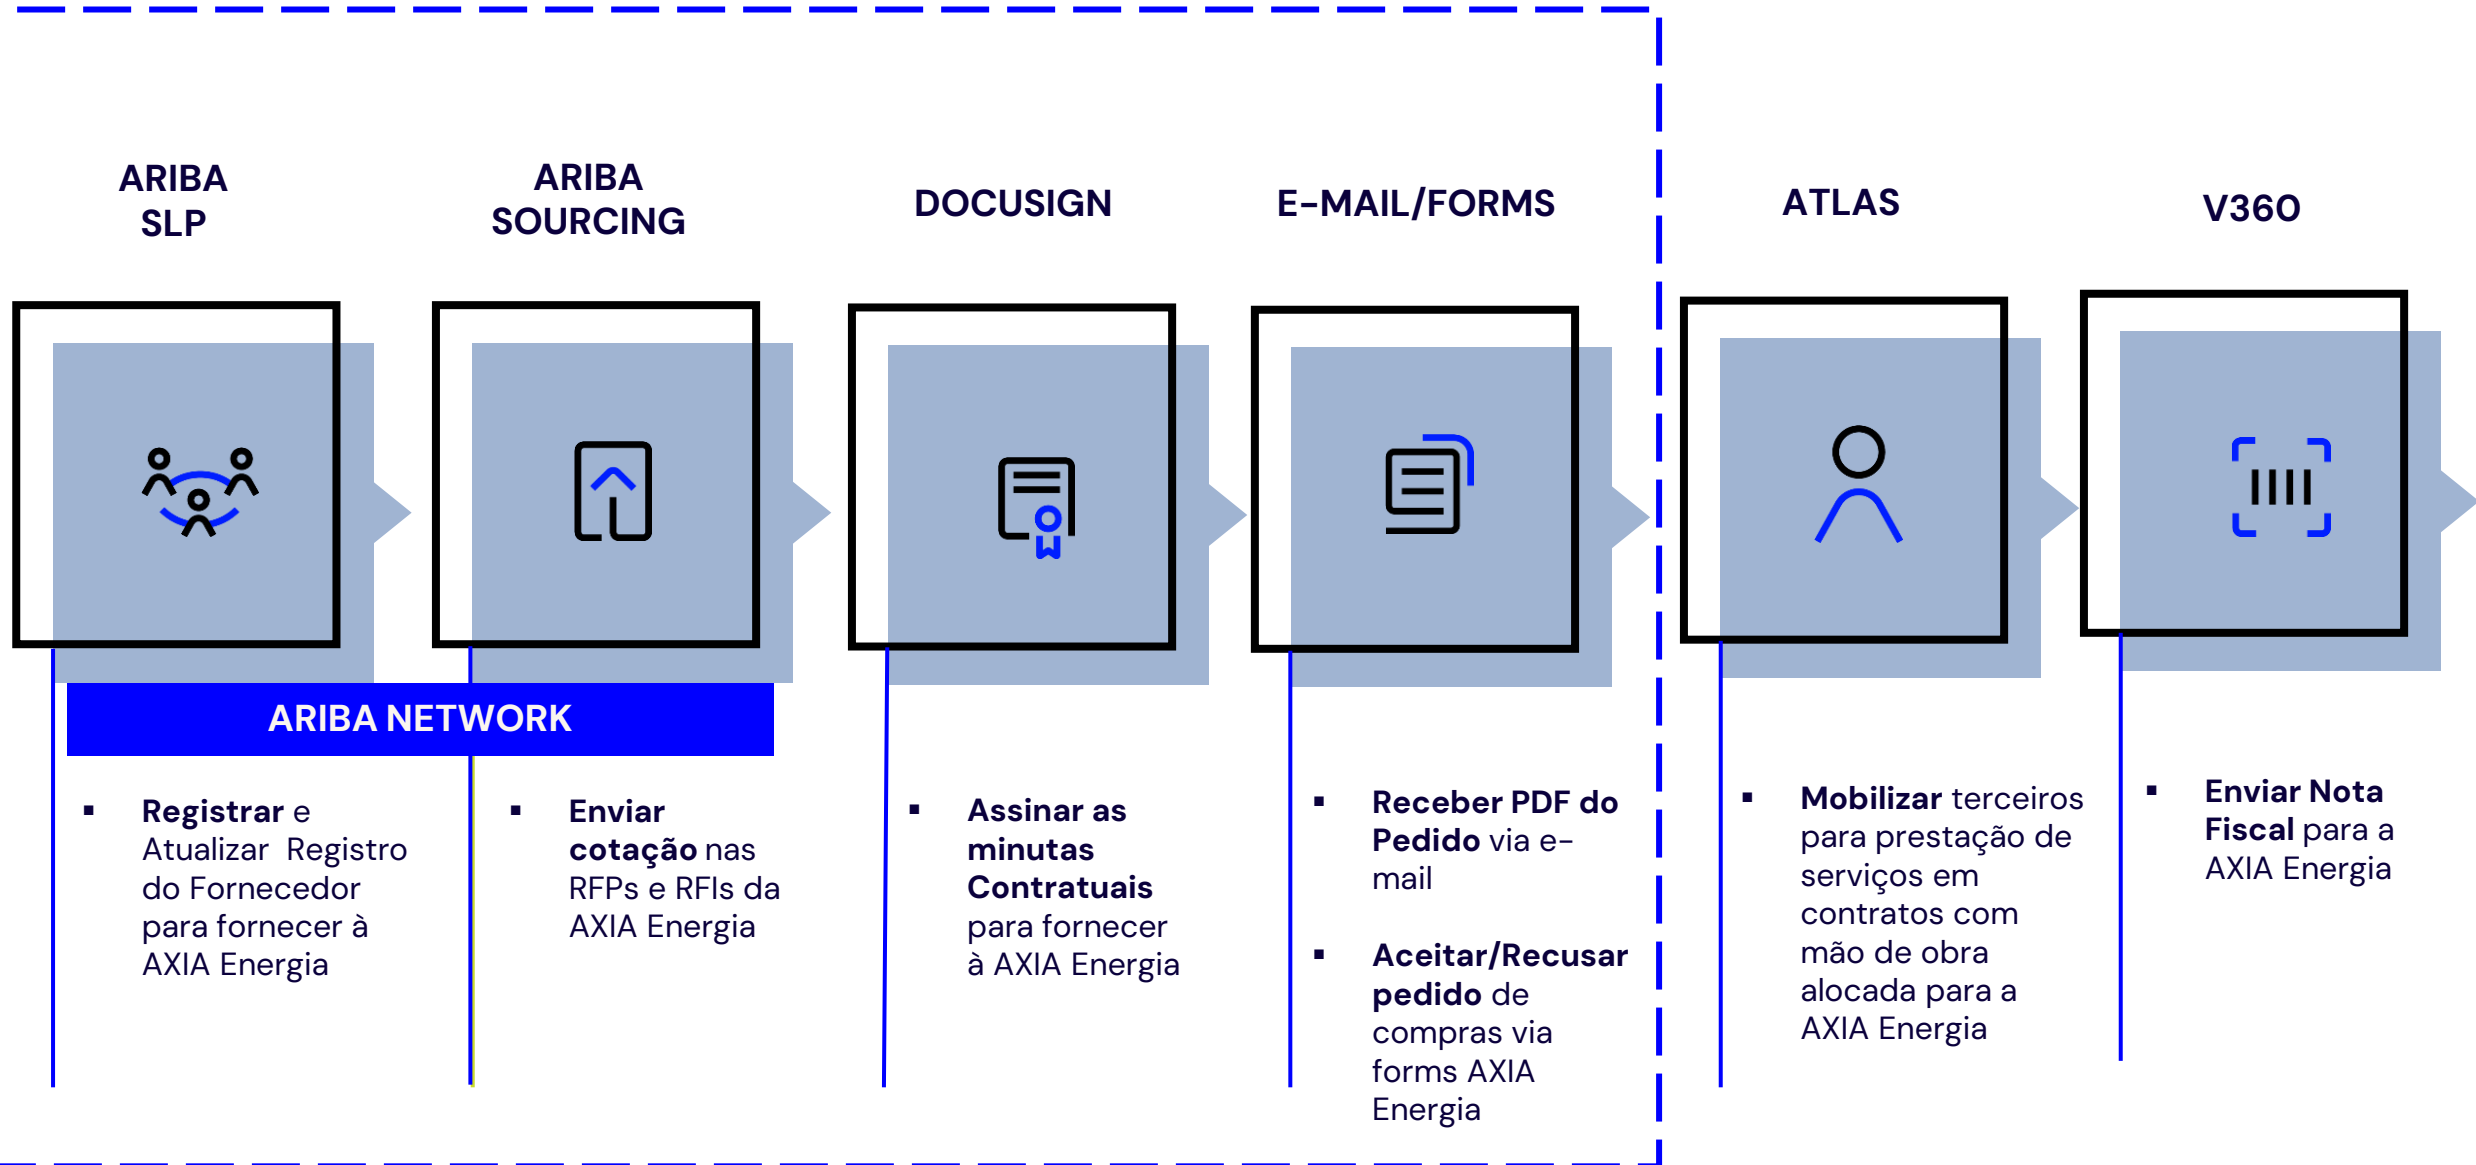 ARIBA
SLP
ARIBA
SOURCING
DOCUSIGN
E-MAIL/FORMS
ATLAS
V360
ARIBA NETWORK
▪ Registrar e
Atualizar  Registro
do Fornecedor
para fornecer à
AXIA Energia
▪ Enviar
cotação nas
RFPs e RFIs da
AXIA Energia
▪ Assinar as
minutas
Contratuais
para fornecer
à AXIA Energia
▪ Receber PDF do
Pedido via e-
mail
▪ Aceitar/Recusar
pedido de
compras via
forms AXIA
Energia
▪ Mobilizar terceiros
para prestação de
serviços em
contratos com
mão de obra
alocada para a
AXIA Energia
▪ Enviar Nota
Fiscal para a
AXIA Energia